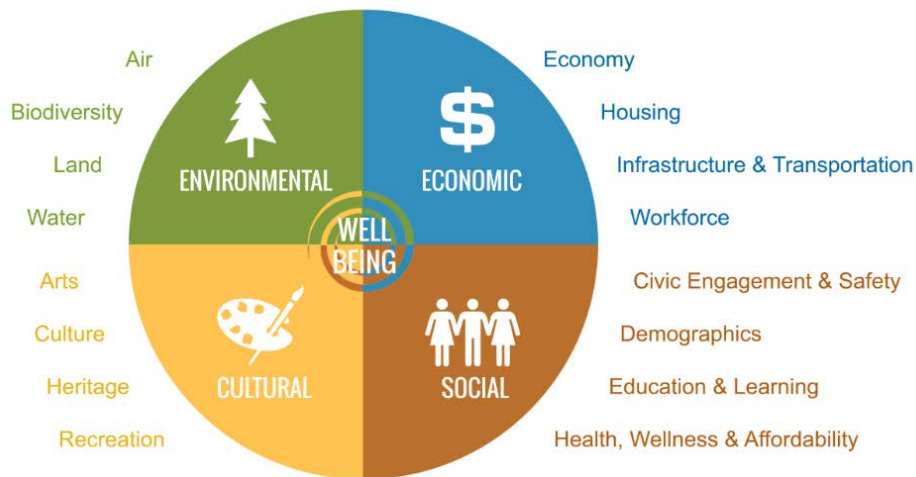 Air
Biodiversity
Land
Water
ENVIRONMENTAL
$
ECONOMIC
Economy
Housing
Infrastructure & Transportation
Workforce
WELL
BEING
Arts
Culture
Heritage
Recreation
CULTURAL
SOCIAL
Civic Engagement & Safety
Demographics
Education & Learning
Health, Wellness & Affordability